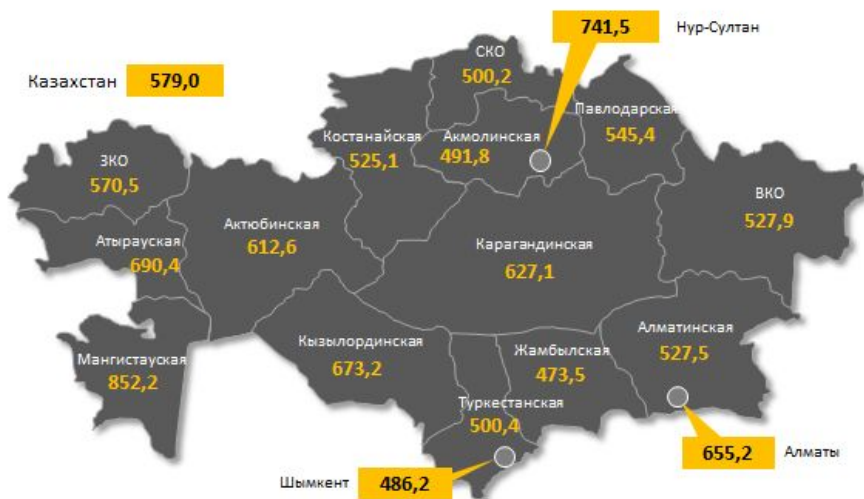 741,5
Нур-Султан
СКО
500,2
Казахстан 579,0
Павлодарская
545,4
Костанайская
525,1
Акмолинская
491,8
ЗКО
570,5
ВКО
527,9
Актюбинская
612,6
Атырауская
690,4
Карагандинская
627,1
Алматинская
527,5
Кызылординская
673,2
Жамбылская
473,5
Мангистауская
852,2
Туркестанская
500,4
655,2
Алматы
Шымкент 486,2